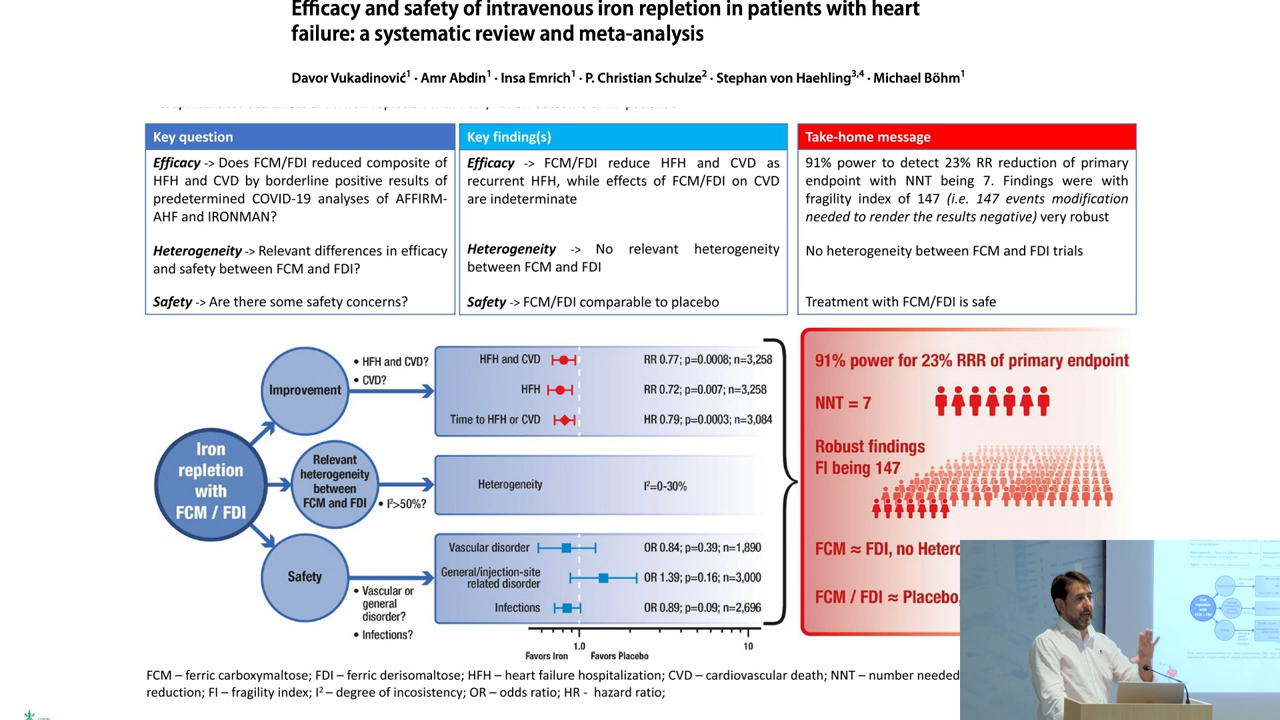 Efficacy and safety of intravenous iron repletion in patients with heart
failure: a systematic review and meta-analysis
Davor Vukadinović1 · Amr Abdin1 · Insa Emrich1 · P. Christian Schulze2 · Stephan von Haehling3,4 · Michael Böhm1
Key question
Efficacy -> Does FCM/FDI reduced composite of
HFH and CVD by borderline positive results of
predetermined COVID-19 analyses of AFFIRM-
AHF and IRONMAN?
Heterogeneity -> Relevant differences in efficacy
and safety between FCM and FDI?
Safety -> Are there some safety concerns?
Key finding(s)
Efficacy -> FCM/FDI reduce HFH and CVD as
recurrent HFH, while effects of FCM/FDI on CVD
are indeterminate
Heterogeneity -> No relevant heterogeneity
between FCM and FDI
Safety -> FCM/FDI comparable to placebo
Take-home message
91% power to detect 23% RR reduction of primary
endpoint with NNT being 7. Findings were with
fragility index of 147 (i.e. 147 events modification
needed to render the results negative) very robust
No heterogeneity between FCM and FDI trials
Treatment with FCM/FDI is safe
Iron
repletion
with
FCM / FDI
Improvement
• HFH and CVD?
• CVD?
Relevant
heterogeneity
between
FCM and FDI
• I²>50%?
Safety
• Vascular or
general
disorder?
• Infections?
HFH and CVD RR 0.77; p=0.0008; n=3,258
HFH RR 0.72; p=0.007; n=3,258
Time to HFH or CVD HR 0.79; p=0.0003; n=3,084
Heterogeneity I²=0-30%
Vascular disorder OR 0.84; p=0.39; n=1,890
General/injection-site
related disorder OR 1.39; p=0.16; n=3,000
Infections OR 0.89; p=0.09; n=2,696
1.0 10
Favors Iron Favors Placebo
91% power for 23% RRR of primary endpoint
NNT = 7
Robust findings
FI being 147
FCM ≈ FDI, no Hetero
FCM / FDI ≈ Placebo,
FCM – ferric carboxymaltose; FDI – ferric derisomaltose; HFH – heart failure hospitalization; CVD – cardiovascular death; NNT – number needed
reduction; FI – fragility index; I² – degree of incosistency; OR – odds ratio; HR - hazard ratio;